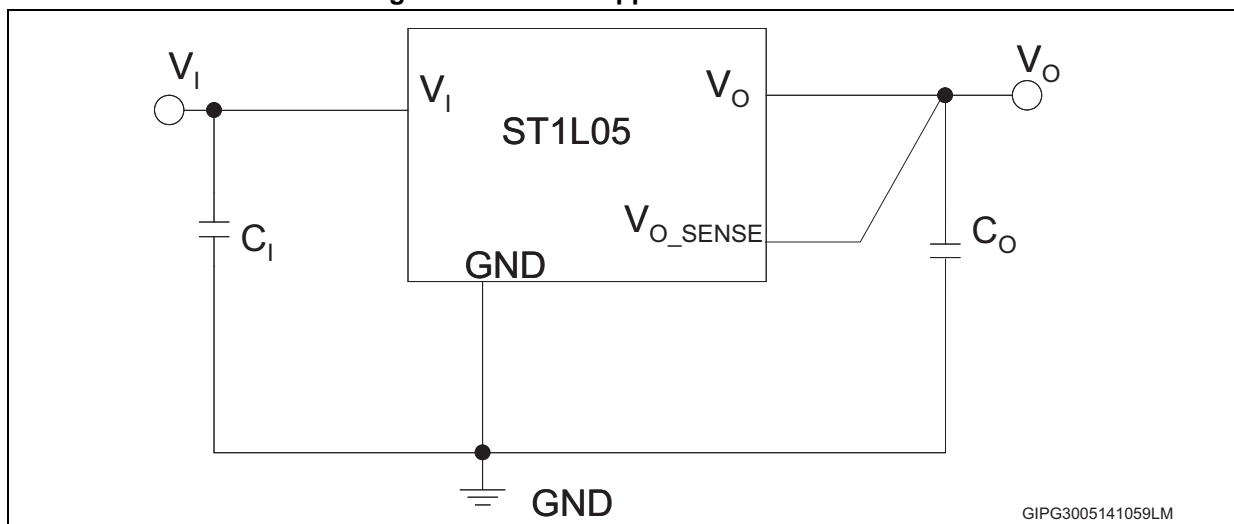 V_I
V_I
V_O
V_O
ST1L05
V_O_SENSE
C_I
C_O
GND
GND
GIPG3005141059LM